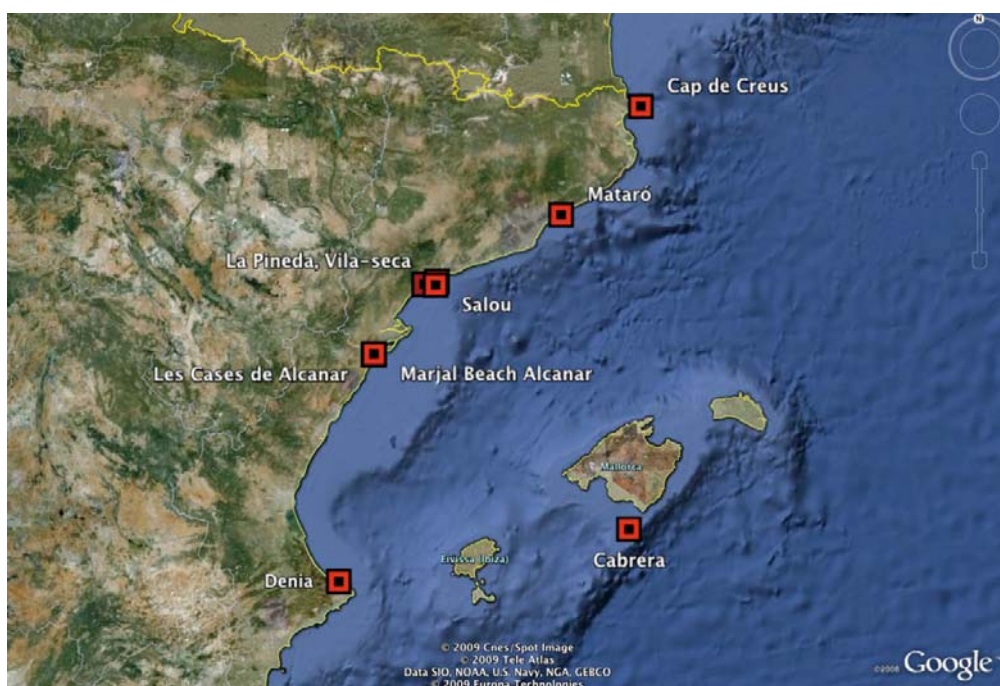 N
Cap de Creus
Mataró
La Pineda, Vila-seca
Salou
Les Cases de Alcanar
Marjal Beach Alcanar
Mallorca
Cabrera
Eivissa (Ibiza)
Denia
© 2009 Cnes/Spot Image
© 2009 Tele Atlas
Data SIO, NOAA, U.S. Navy, NGA, GEBCO
© 2009 Europa Technologies
Google